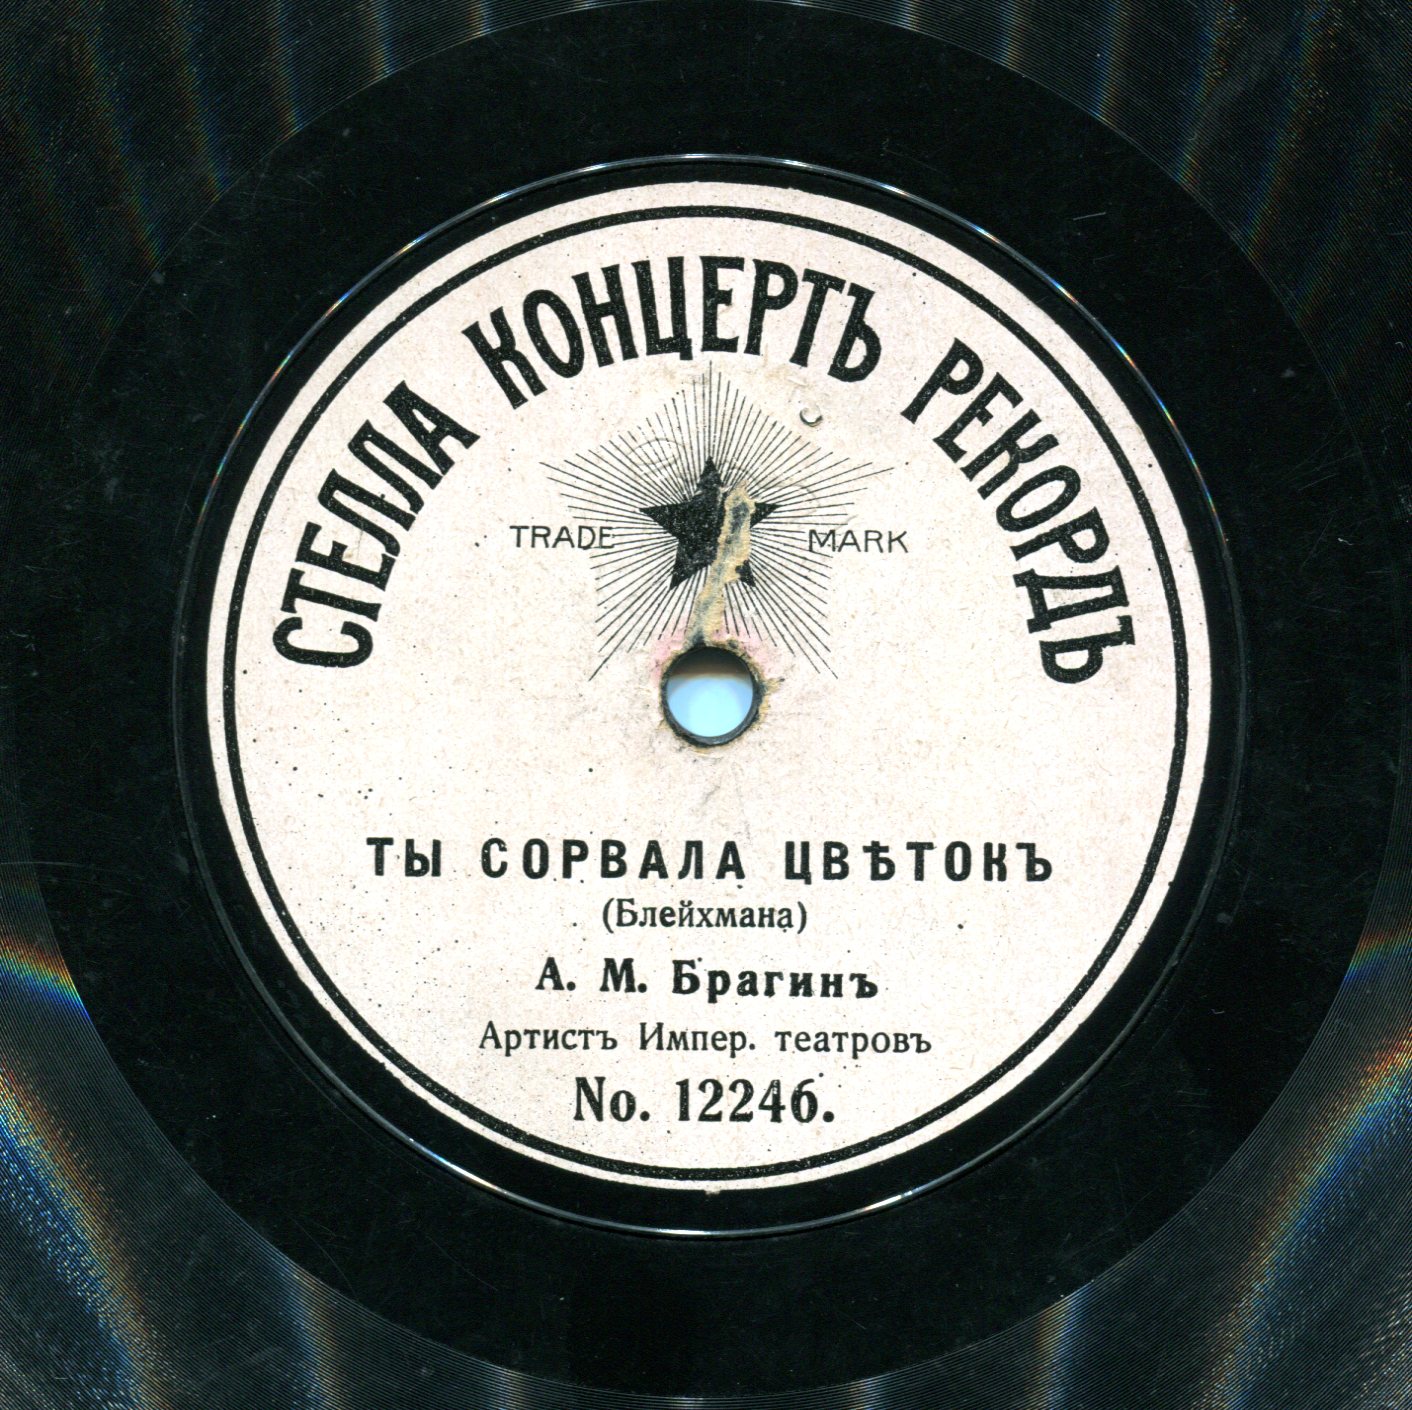 СТЕЛЛА КОНЦЕРТЪ РЕКОРДЪ
TRADE MARK
ТЫ СОРВАЛА ЦВѢТОКЪ
(Блейхмана)
А. М. Брагинъ
Артистъ Импер. театровъ
No. 12246.